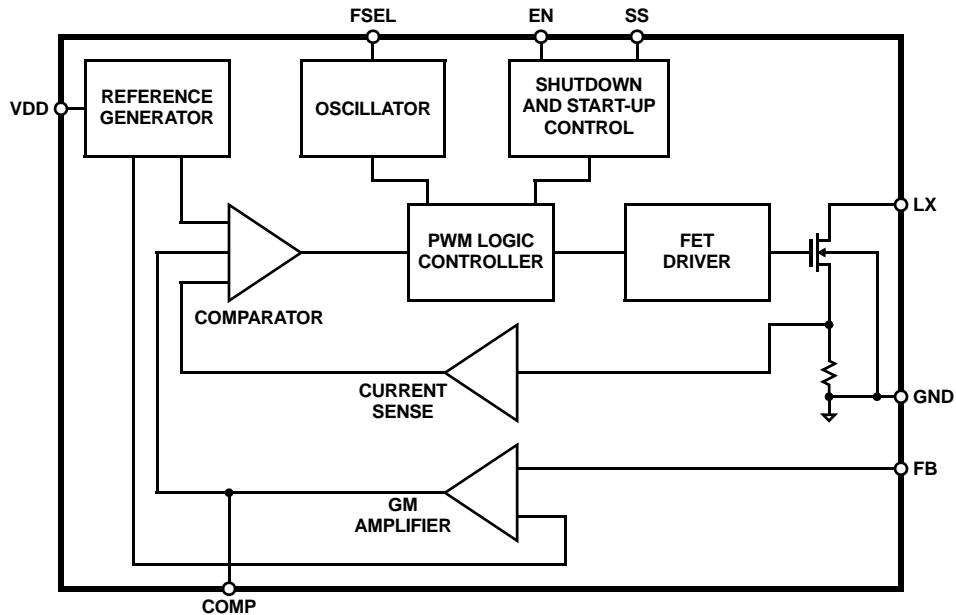 FSEL
EN
SS
VDD
REFERENCE
GENERATOR
OSCILLATOR
SHUTDOWN
AND START-UP
CONTROL
LX
PWM LOGIC
CONTROLLER
FET
DRIVER
COMPARATOR
CURRENT
SENSE
GND
FB
GM
AMPLIFIER
COMP